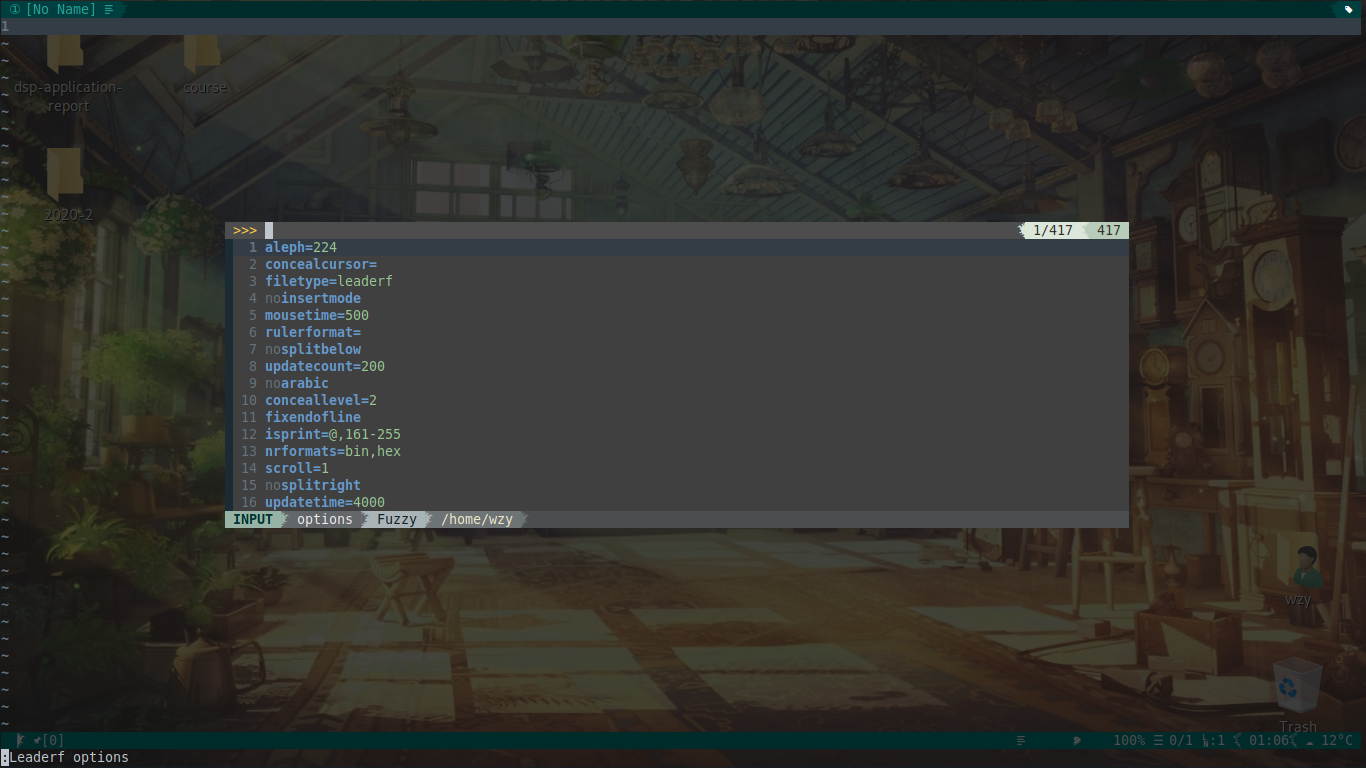 ① [No Name]
1
dsp-application-
report
course
2020-2
>>> 1/417 417
1 aleph=224
2 concealcursor=
3 filetype=leaderf
4 noinsertmode
5 mousetime=500
6 rulerformat=
7 nosplitbelow
8 updatecount=200
9 noarabic
10 conceallevel=2
11 fixendofline
12 isprint=@,161-255
13 nrformats=bin,hex
14 scroll=1
15 nosplitright
16 updatetime=4000
INPUT options Fuzzy /home/wzy
wzy
Trash
[0] 100% ☰ 0/1 :1 01:06 ☁ 12°C
:Leaderf options